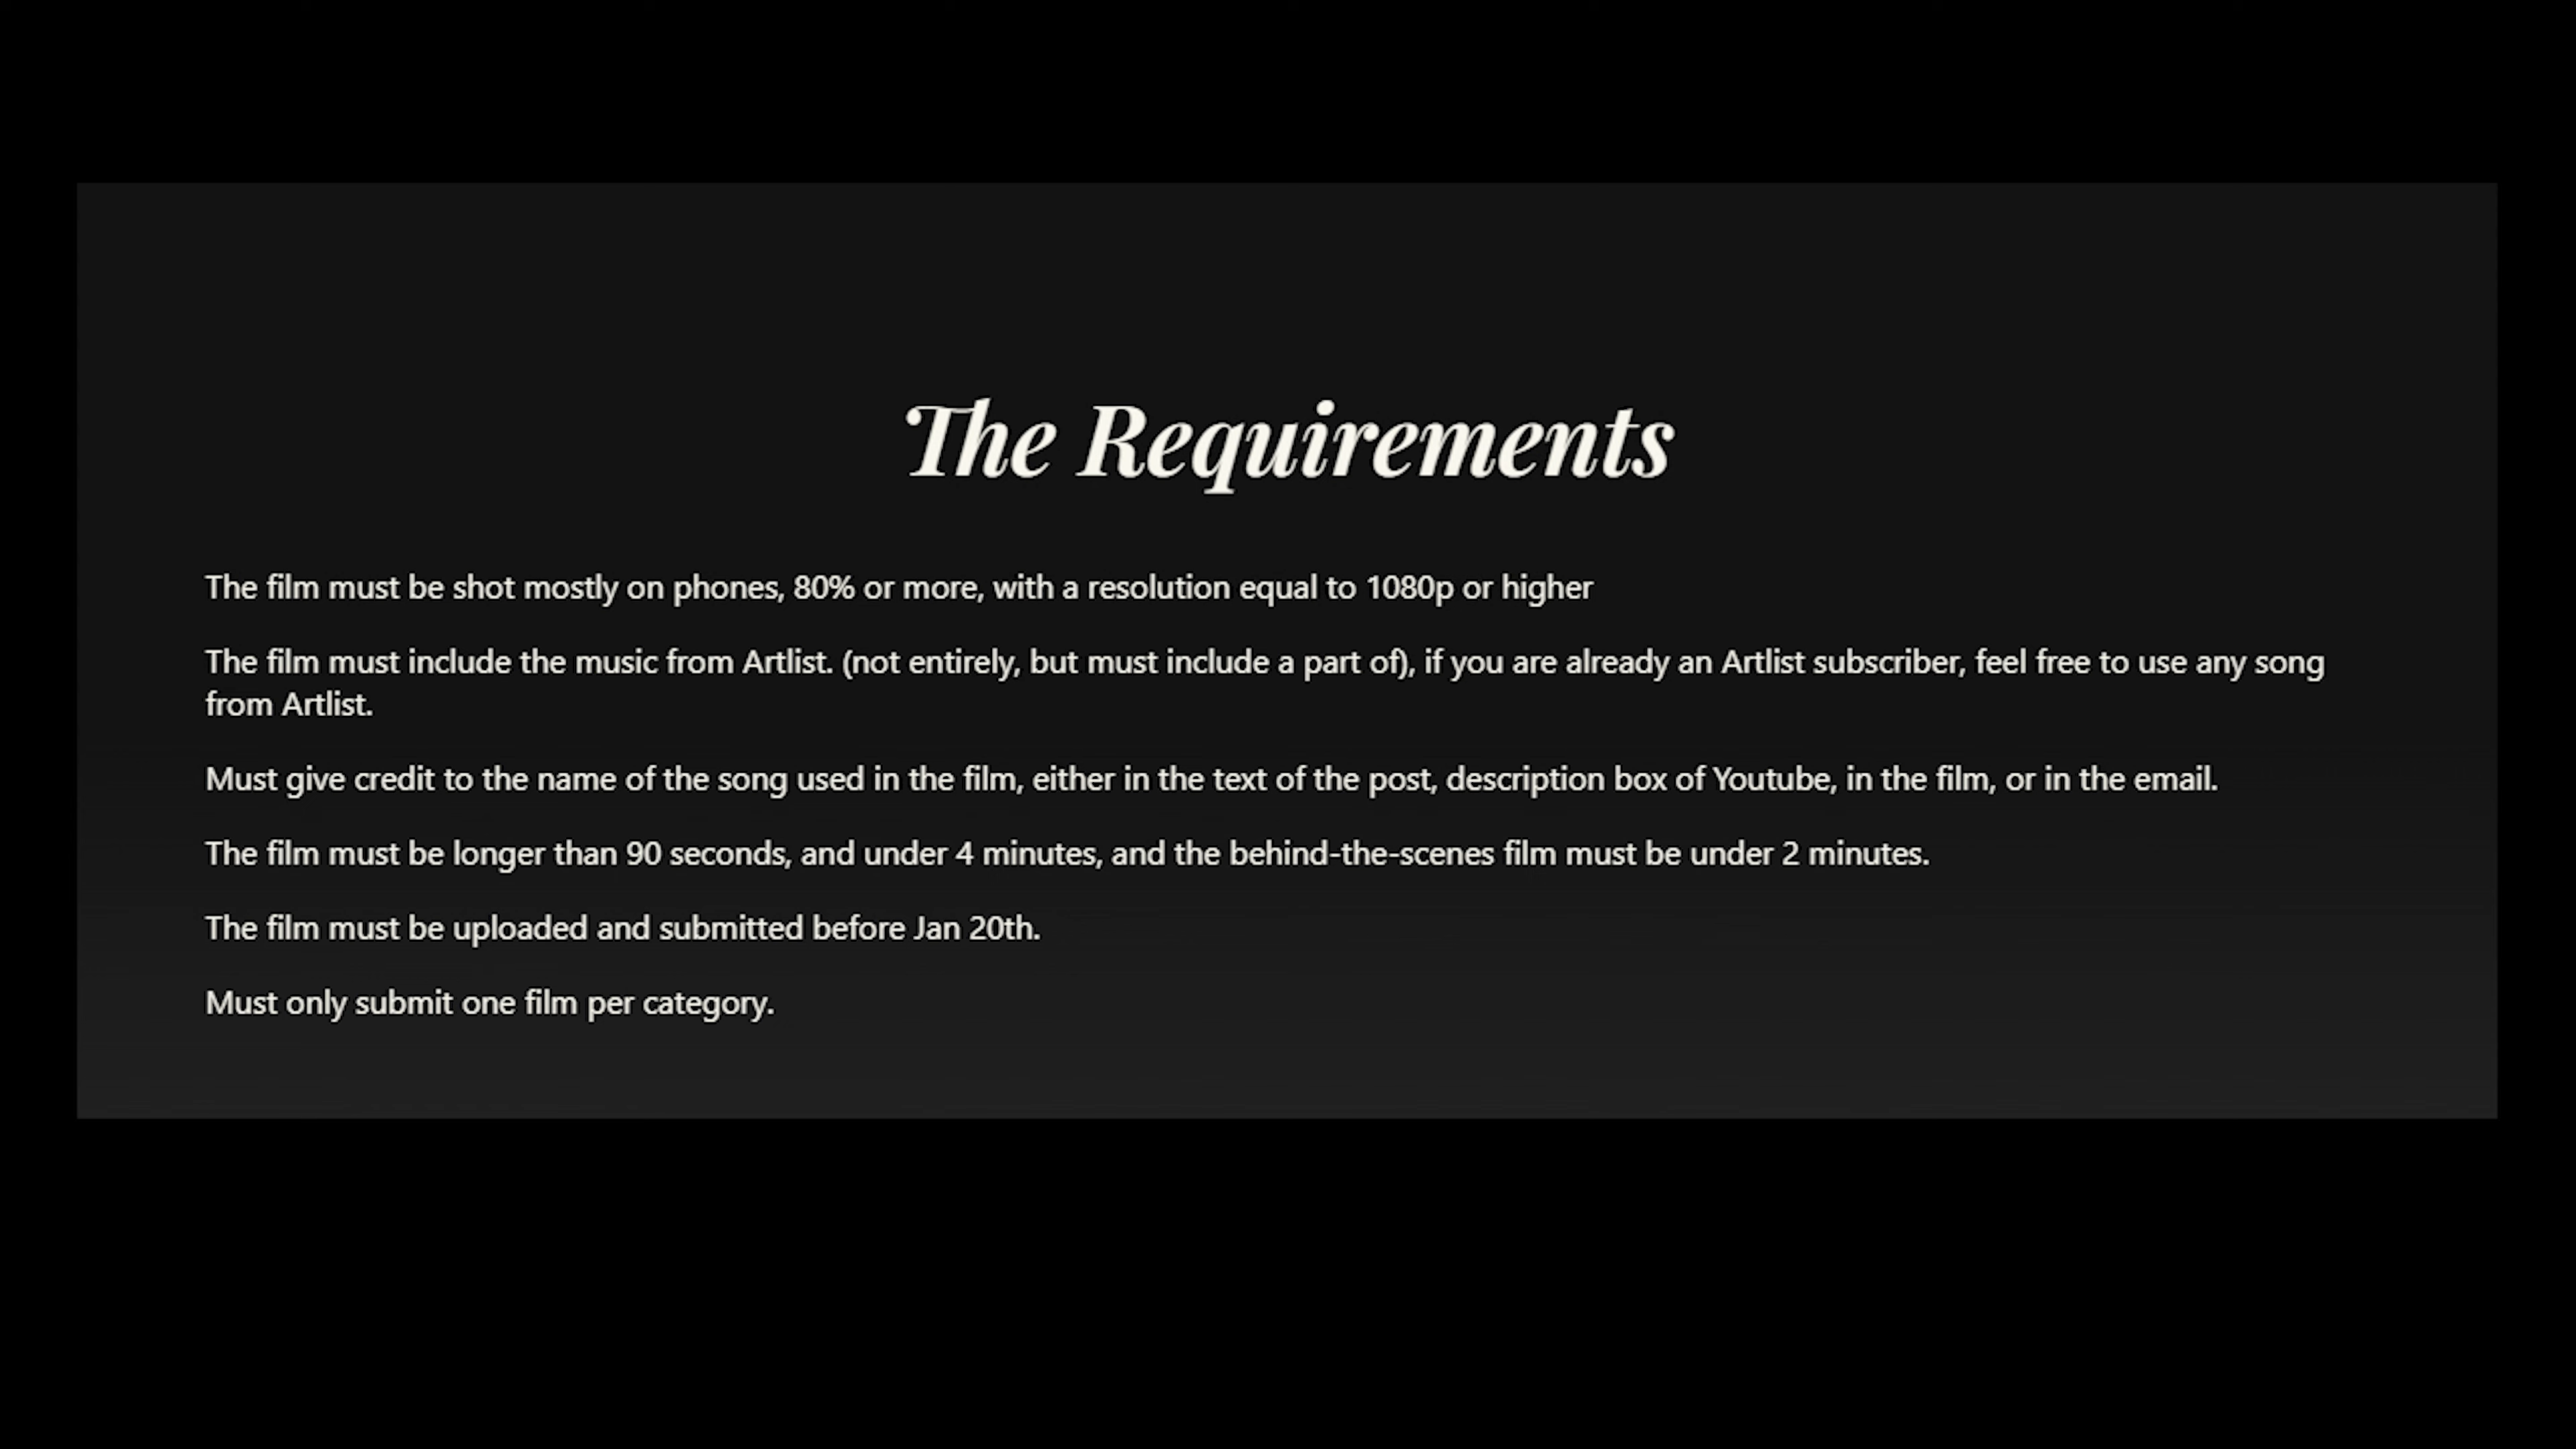 The Requirements
The film must be shot mostly on phones, 80% or more, with a resolution equal to 1080p or higher
The film must include the music from Artlist. (not entirely, but must include a part of), if you are already an Artlist subscriber, feel free to use any song
from Artlist.
Must give credit to the name of the song used in the film, either in the text of the post, description box of Youtube, in the film, or in the email.
The film must be longer than 90 seconds, and under 4 minutes, and the behind-the-scenes film must be under 2 minutes.
The film must be uploaded and submitted before Jan 20th.
Must only submit one film per category.